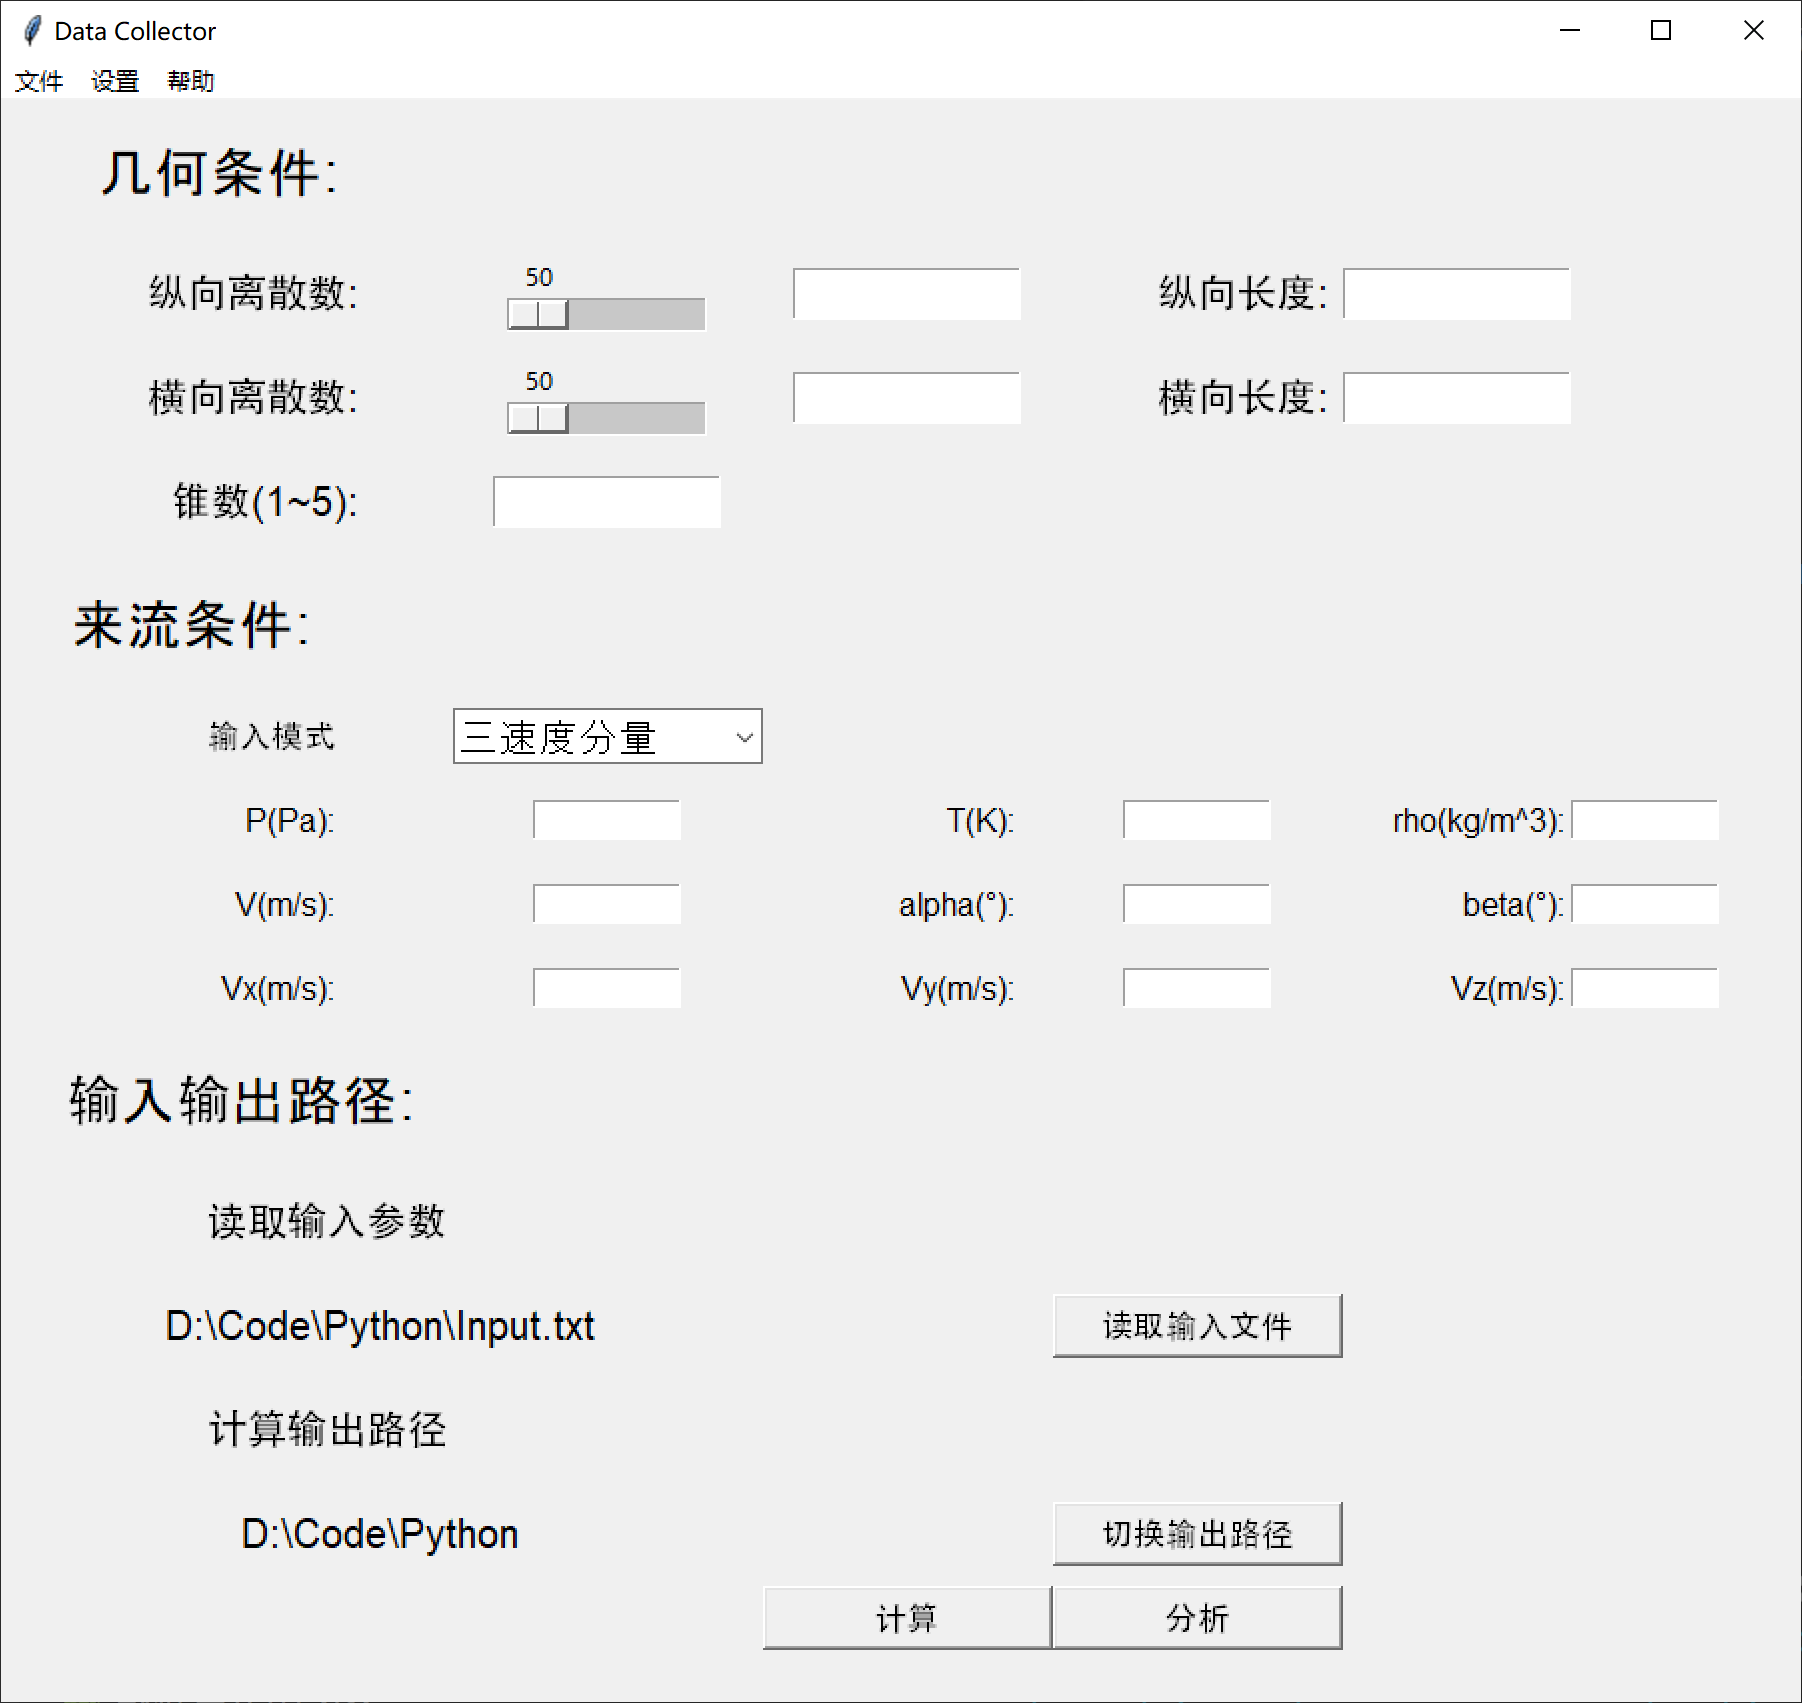 Data Collector
文件 设置 帮助
几何条件:
纵向离散数: 50 纵向长度:
横向离散数: 50 横向长度:
锥数(1~5):
来流条件:
输入模式 三速度分量
P(Pa): T(K): rho(kg/m^3):
V(m/s): alpha(°): beta(°):
Vx(m/s): Vy(m/s): Vz(m/s):
输入输出路径:
读取输入参数
D:\Code\Python\Input.txt 读取输入文件
计算输出路径
D:\Code\Python 切换输出路径
计算 分析